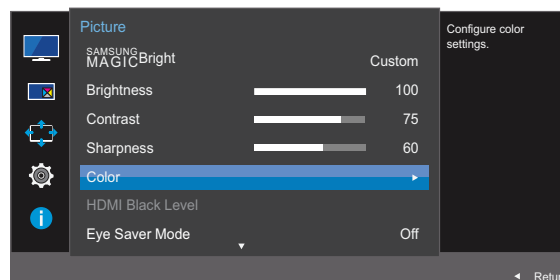 Picture
SAMSUNG
MAGICBright Custom
Brightness 100
Contrast 75
Sharpness 60
Color
HDMI Black Level
Eye Saver Mode Off
Configure color
settings.